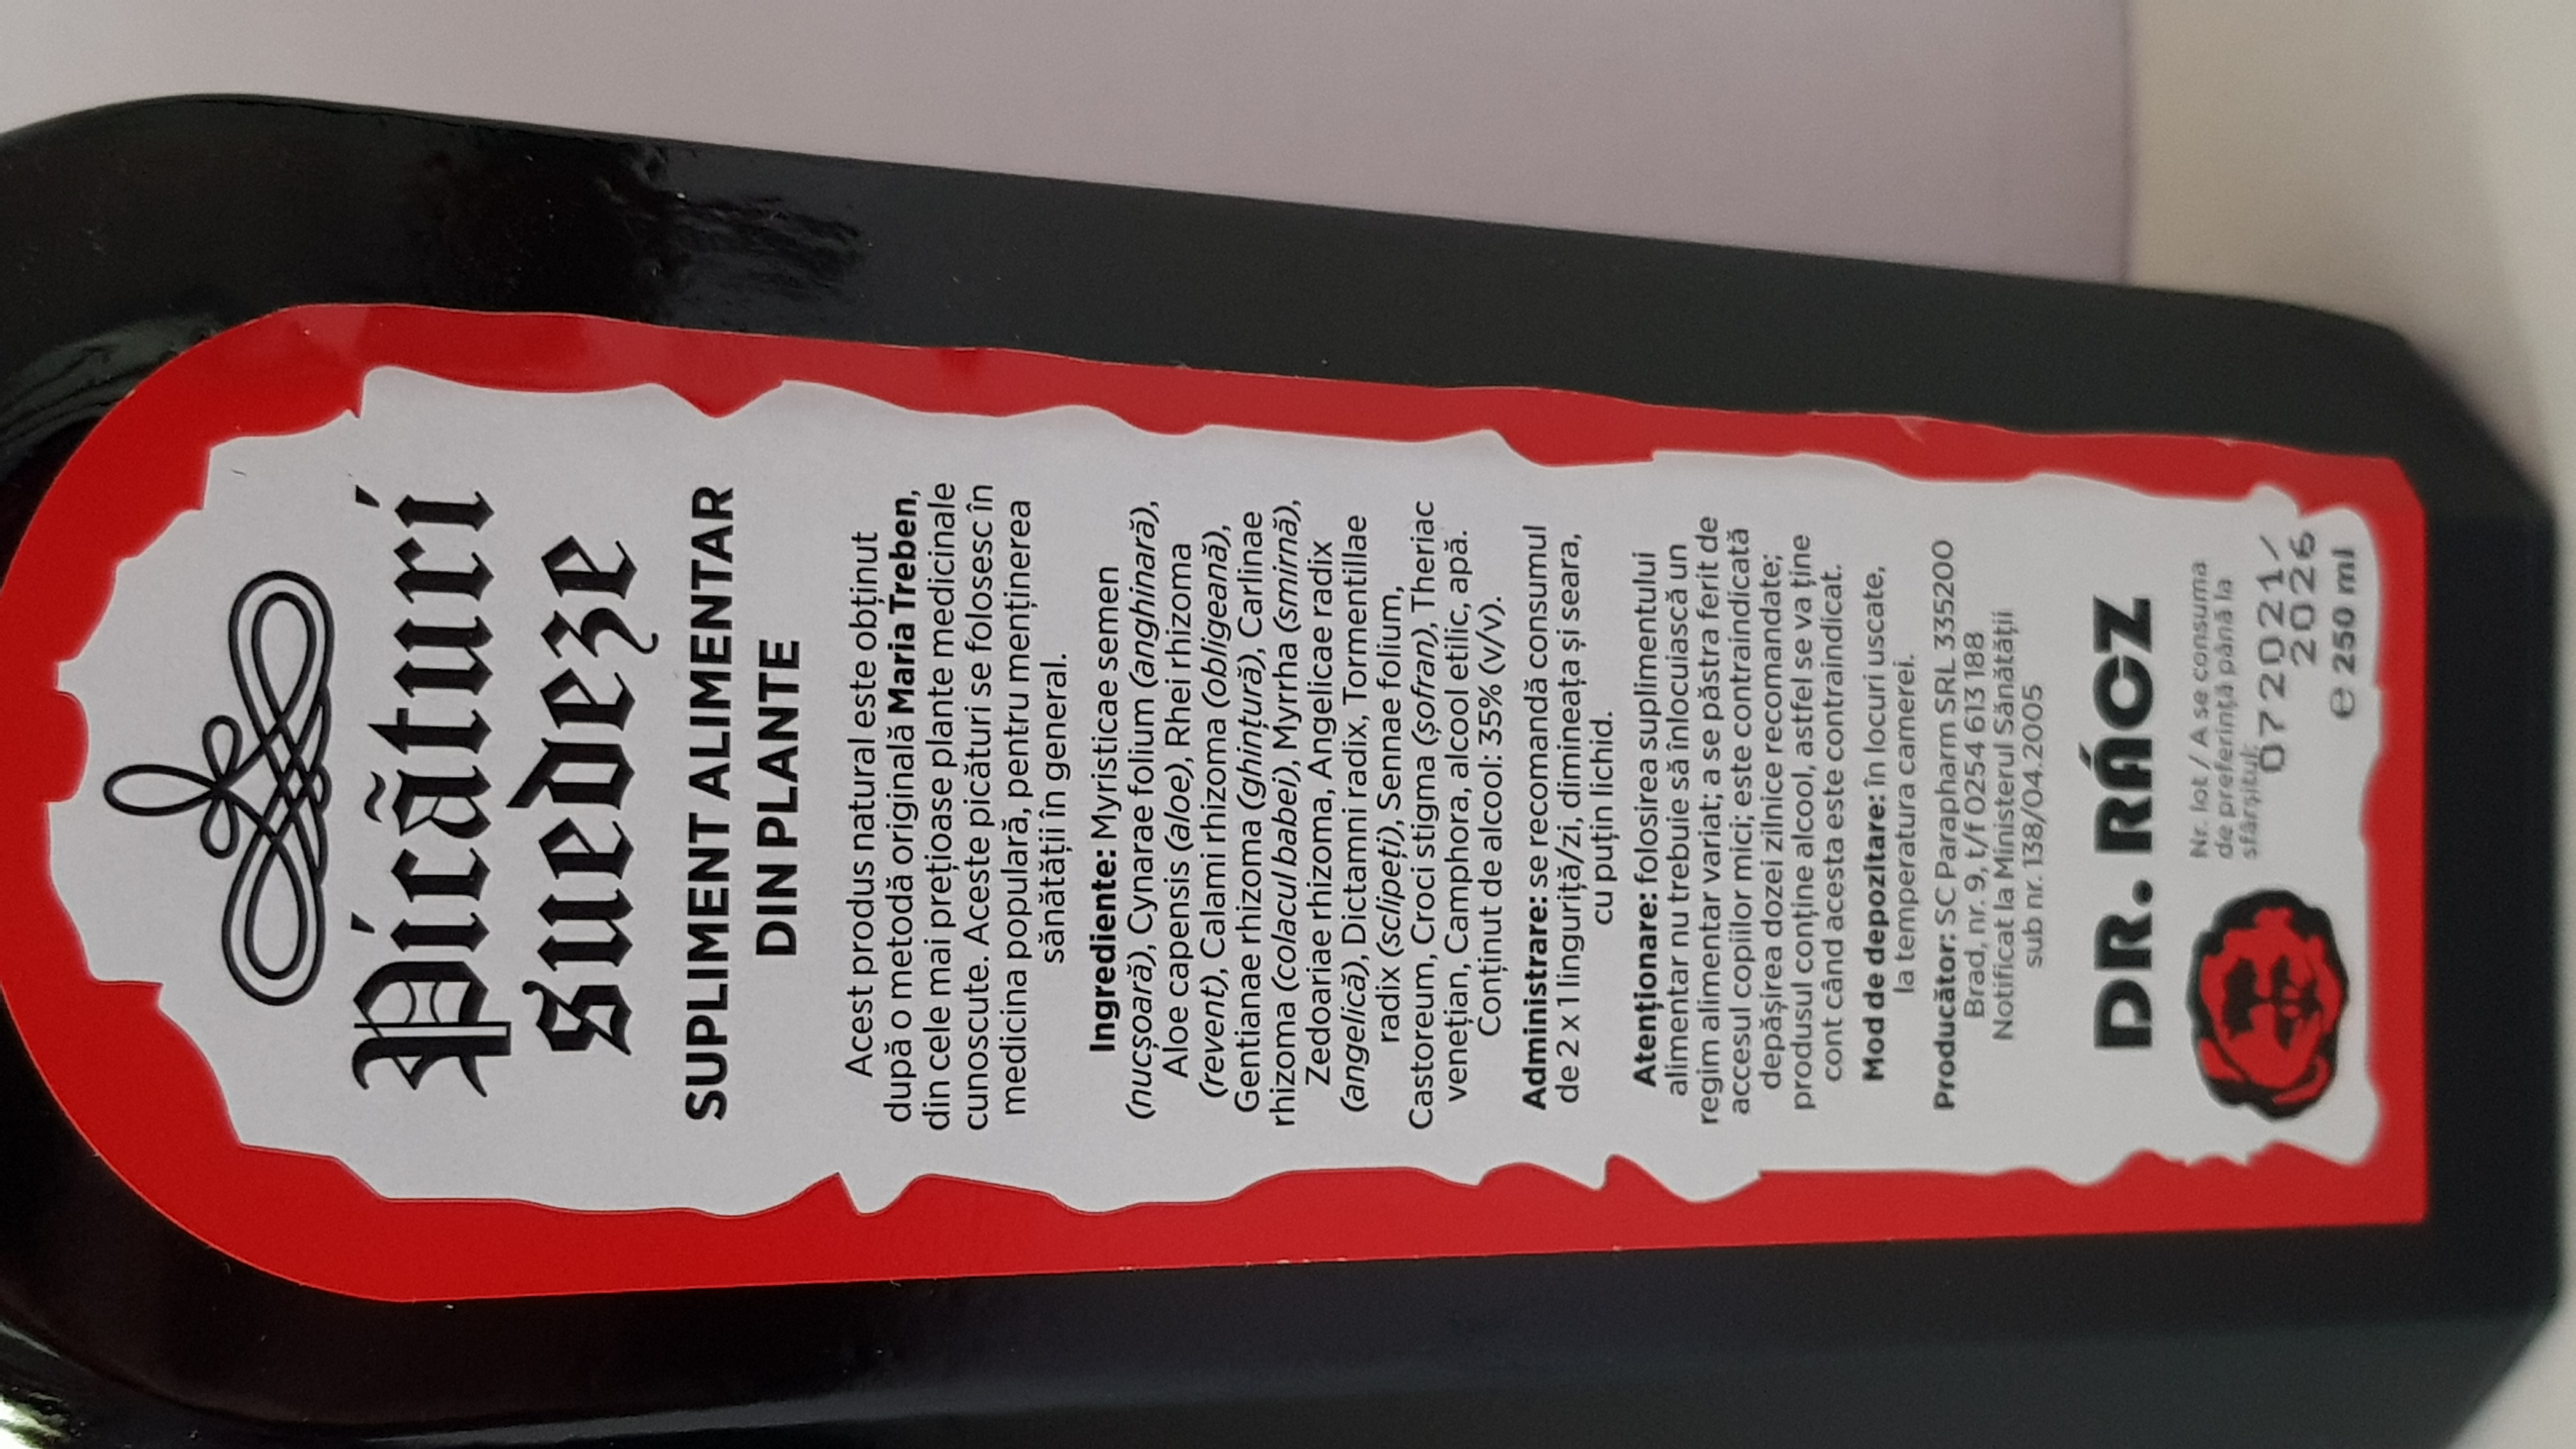 Picături
Suedeze
SUPLIMENT ALIMENTAR
DIN PLANTE
Acest produs natural este obținut
după o metodă originală Maria Treben,
din cele mai prețioase plante medicinale
cunoscute. Aceste picături se folosesc în
medicina populară, pentru menținerea
sănătății în general.
Ingrediente: Myristicae semen
(nucșoară), Cynarae folium (anghinară),
Aloe capensis (aloe), Rhei rhizoma
(revent), Calami rhizoma (obligeană),
Gentianae rhizoma (ghințură), Carlinae
rhizoma (colacul babei), Myrrha (smirnă),
Zedoariae rhizoma, Angelicae radix
(angelică), Dictamni radix, Tormentillae
radix (sclipeți), Sennae folium,
Castoreum, Croci stigma (șofran), Theriac
venețian, Camphora, alcool etilic, apă.
Conținut de alcool: 35% (v/v).
Administrare: se recomandă consumul
de 2 x 1 linguriță/zi, dimineața și seara,
cu puțin lichid.
Atenționare: folosirea suplimentului
alimentar nu trebuie să înlocuiască un
regim alimentar variat; a se păstra ferit de
accesul copiilor mici; este contraindicată
depășirea dozei zilnice recomandate;
produsul conține alcool, astfel se va ține
cont când acesta este contraindicat.
Mod de depozitare: în locuri uscate,
la temperatura camerei.
Producător: SC Parapharm SRL 335200
Brad, nr. 9, t/f 0254 613 188
Notificat la Ministerul Sănătății
sub nr. 138/04.2005
DR. RÁCZ
Nr. lot / A se consuma
de preferință până la
sfârșitul:
072021/
2026
e 250 ml